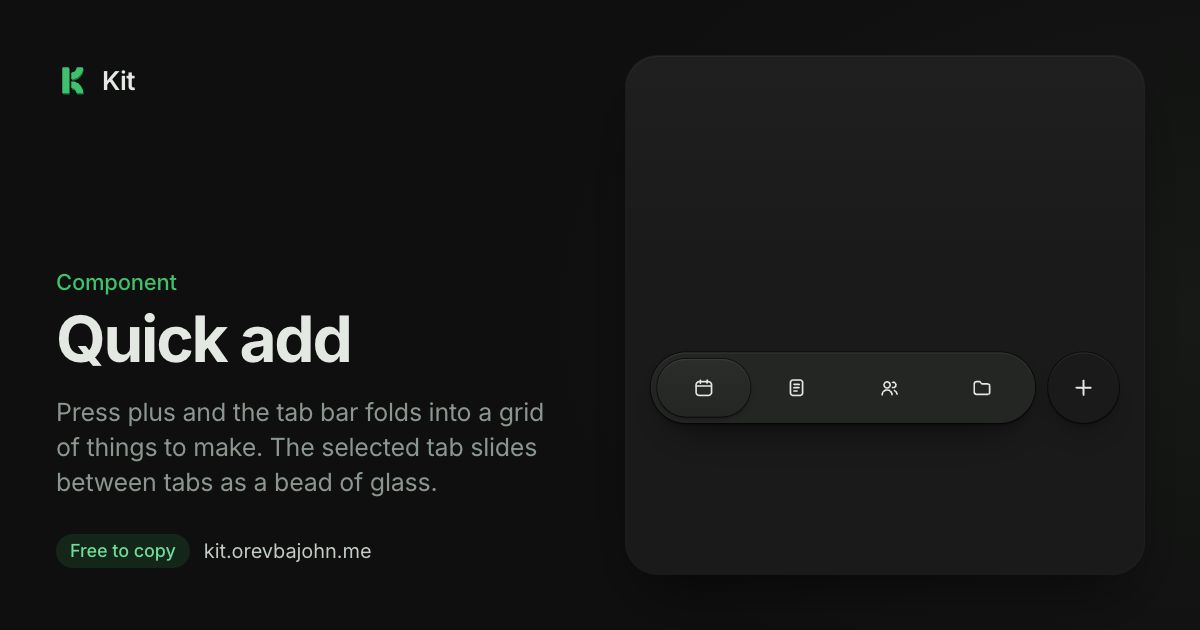 Kit
Component
Quick add
Press plus and the tab bar folds into a grid
of things to make. The selected tab slides
between tabs as a bead of glass.
Free to copy
kit.orevbajohn.me